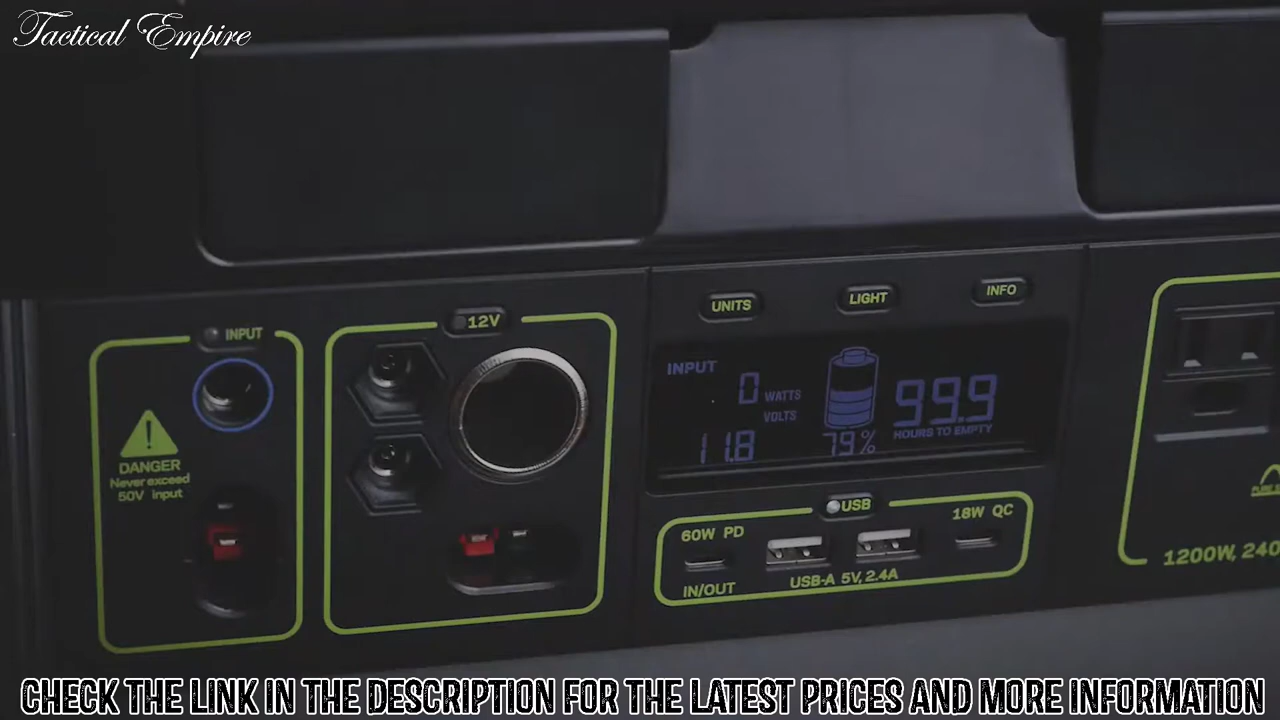 Tactical Empire
INPUT
12V
UNITS
LIGHT
INFO
INPUT
0 WATTS
VOLTS
11.8
79%
99.9
HOURS TO EMPTY
DANGER
Never exceed
50V input
USB
60W PD
18W QC
IN/OUT
USB-A 5V, 2.4A
1200W, 240
CHECK THE LINK IN THE DESCRIPTION FOR THE LATEST PRICES AND MORE INFORMATION